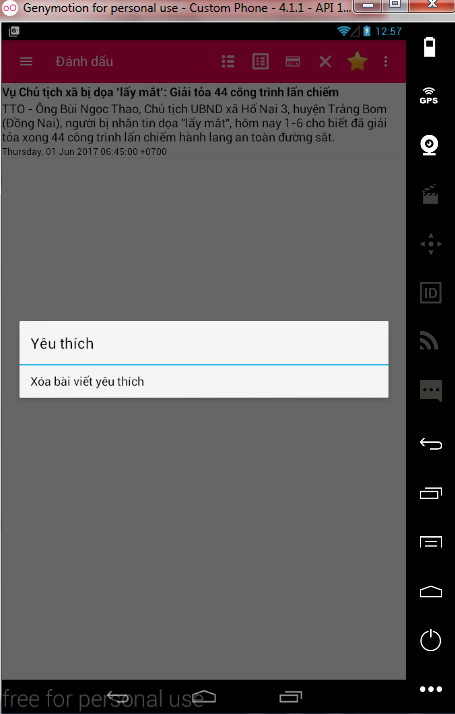 Genymotion for personal use - Custom Phone - 4.1.1 - API 1...
12:57
GPS
Đánh dấu
Vụ Chủ tịch xã bị dọa 'lấy mắt': Giải tỏa 44 công trình lấn chiếm
TTO - Ông Bùi Ngọc Thao, Chủ tịch UBND xã Hố Nai 3, huyện Trảng Bom
(Đồng Nai), người bị nhắn tin dọa "lấy mắt", hôm nay 1-6 cho biết đã giải
tỏa xong 44 công trình lấn chiếm hành lang an toàn đường sắt.
Thursday, 01 Jun 2017 06:45:00 +0700
ID
Yêu thích
Xóa bài viết yêu thích
free for personal use